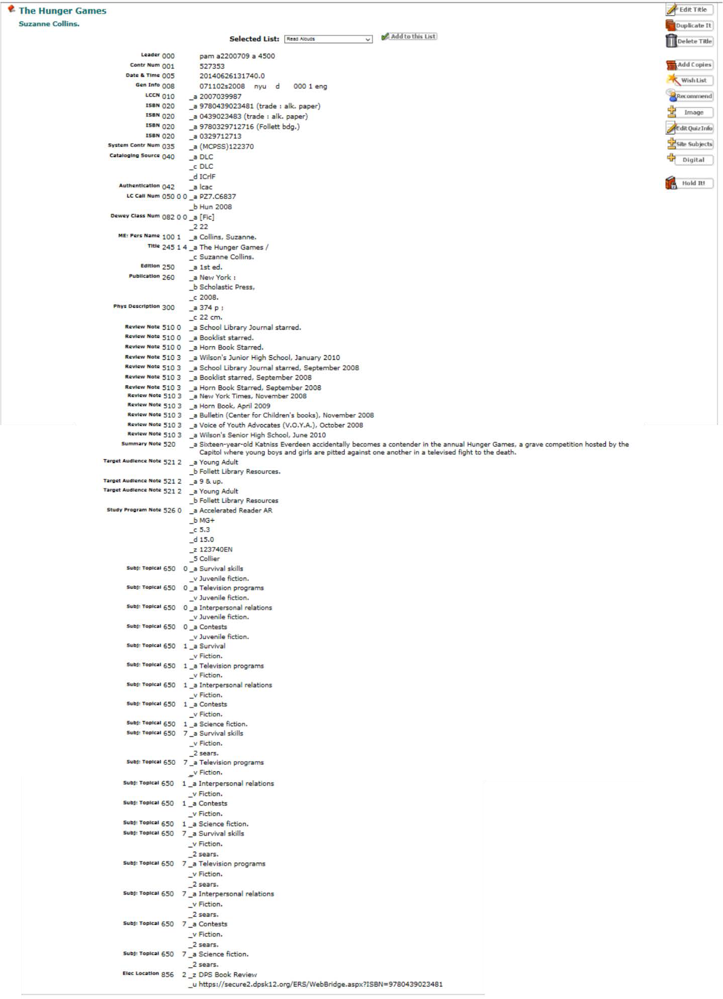 The Hunger Games
Suzanne Collins.
Selected List: Read Alouds Add to this List
Edit Title
Duplicate It
Delete Title
Add Copies
Wish List
Recommend
Image
Edit Quiz Info
Site Subjects
Digital
Hold It!
Leader 000 pam a2200709 a 4500
Contr Num 001 527353
Date & Time 005 20140626131740.0
Gen Info 008 071102s2008 nyu d 000 1 eng
LCCN 010 _a 2007039987
ISBN 020 _a 9780439023481 (trade : alk. paper)
ISBN 020 _a 0439023483 (trade : alk. paper)
ISBN 020 _a 9780329712716 (Follett bdg.)
ISBN 020 _a 0329712713
System Contr Num 035 _a (MCPSS)122370
Cataloging Source 040 _a DLC
_c DLC
_d ICrlF
Authentication 042 _a lcac
LC Call Num 050 0 0 _a PZ7.C6837
_b Hun 2008
Dewey Class Num 082 0 0 _a [Fic]
_2 22
ME: Pers Name 100 1 _a Collins, Suzanne.
Title 245 1 4 _a The Hunger Games /
_c Suzanne Collins.
Edition 250 _a 1st ed.
Publication 260 _a New York :
_b Scholastic Press,
_c 2008.
Phys Description 300 _a 374 p ;
_c 22 cm.
Review Note 510 0 _a School Library Journal starred.
Review Note 510 0 _a Booklist starred.
Review Note 510 0 _a Horn Book Starred.
Review Note 510 3 _a Wilson's Junior High School, January 2010
Review Note 510 3 _a School Library Journal starred, September 2008
Review Note 510 3 _a Booklist starred, September 2008
Review Note 510 3 _a Horn Book Starred, September 2008
Review Note 510 3 _a New York Times, November 2008
Review Note 510 3 _a Horn Book, April 2009
Review Note 510 3 _a Bulletin (Center for Children's books), November 2008
Review Note 510 3 _a Voice of Youth Advocates (V.O.Y.A.), October 2008
Review Note 510 3 _a Wilson's Senior High School, June 2010
Summary Note 520 _a Sixteen-year-old Katniss Everdeen accidentally becomes a contender in the annual Hunger Games, a grave competition hosted by the
Capitol where young boys and girls are pitted against one another in a televised fight to the death.
Target Audience Note 521 2 _a Young Adult
_b Follett Library Resources.
Target Audience Note 521 2 _a 9 & up.
Target Audience Note 521 2 _a Young Adult
_b Follett Library Resources
Study Program Note 526 0 _a Accelerated Reader AR
_b MG+
_c 5.3
_d 15.0
_z 123740EN
_5 Collier
Subj: Topical 650 0 _a Survival skills
_v Juvenile fiction.
Subj: Topical 650 0 _a Television programs
_v Juvenile fiction.
Subj: Topical 650 0 _a Interpersonal relations
_v Juvenile fiction.
Subj: Topical 650 0 _a Contests
_v Juvenile fiction.
Subj: Topical 650 1 _a Survival
_v Fiction.
Subj: Topical 650 1 _a Television programs
_v Fiction.
Subj: Topical 650 1 _a Interpersonal relations
_v Fiction.
Subj: Topical 650 1 _a Contests
_v Fiction.
Subj: Topical 650 1 _a Science fiction.
Subj: Topical 650 7 _a Survival skills
_v Fiction.
_2 sears.
Subj: Topical 650 7 _a Television programs
_v Fiction.
Subj: Topical 650 1 _a Interpersonal relations
_v Fiction.
Subj: Topical 650 1 _a Contests
_v Fiction.
Subj: Topical 650 1 _a Science fiction.
Subj: Topical 650 7 _a Survival skills
_v Fiction.
_2 sears.
Subj: Topical 650 7 _a Television programs
_v Fiction.
_2 sears.
Subj: Topical 650 7 _a Interpersonal relations
_v Fiction.
_2 sears.
Subj: Topical 650 7 _a Contests
_v Fiction.
_2 sears.
Subj: Topical 650 7 _a Science fiction.
_2 sears.
Elec Location 856 2 _z DPS Book Review
_u https://secure2.dpsk12.org/ERS/WebBridge.aspx?ISBN=9780439023481